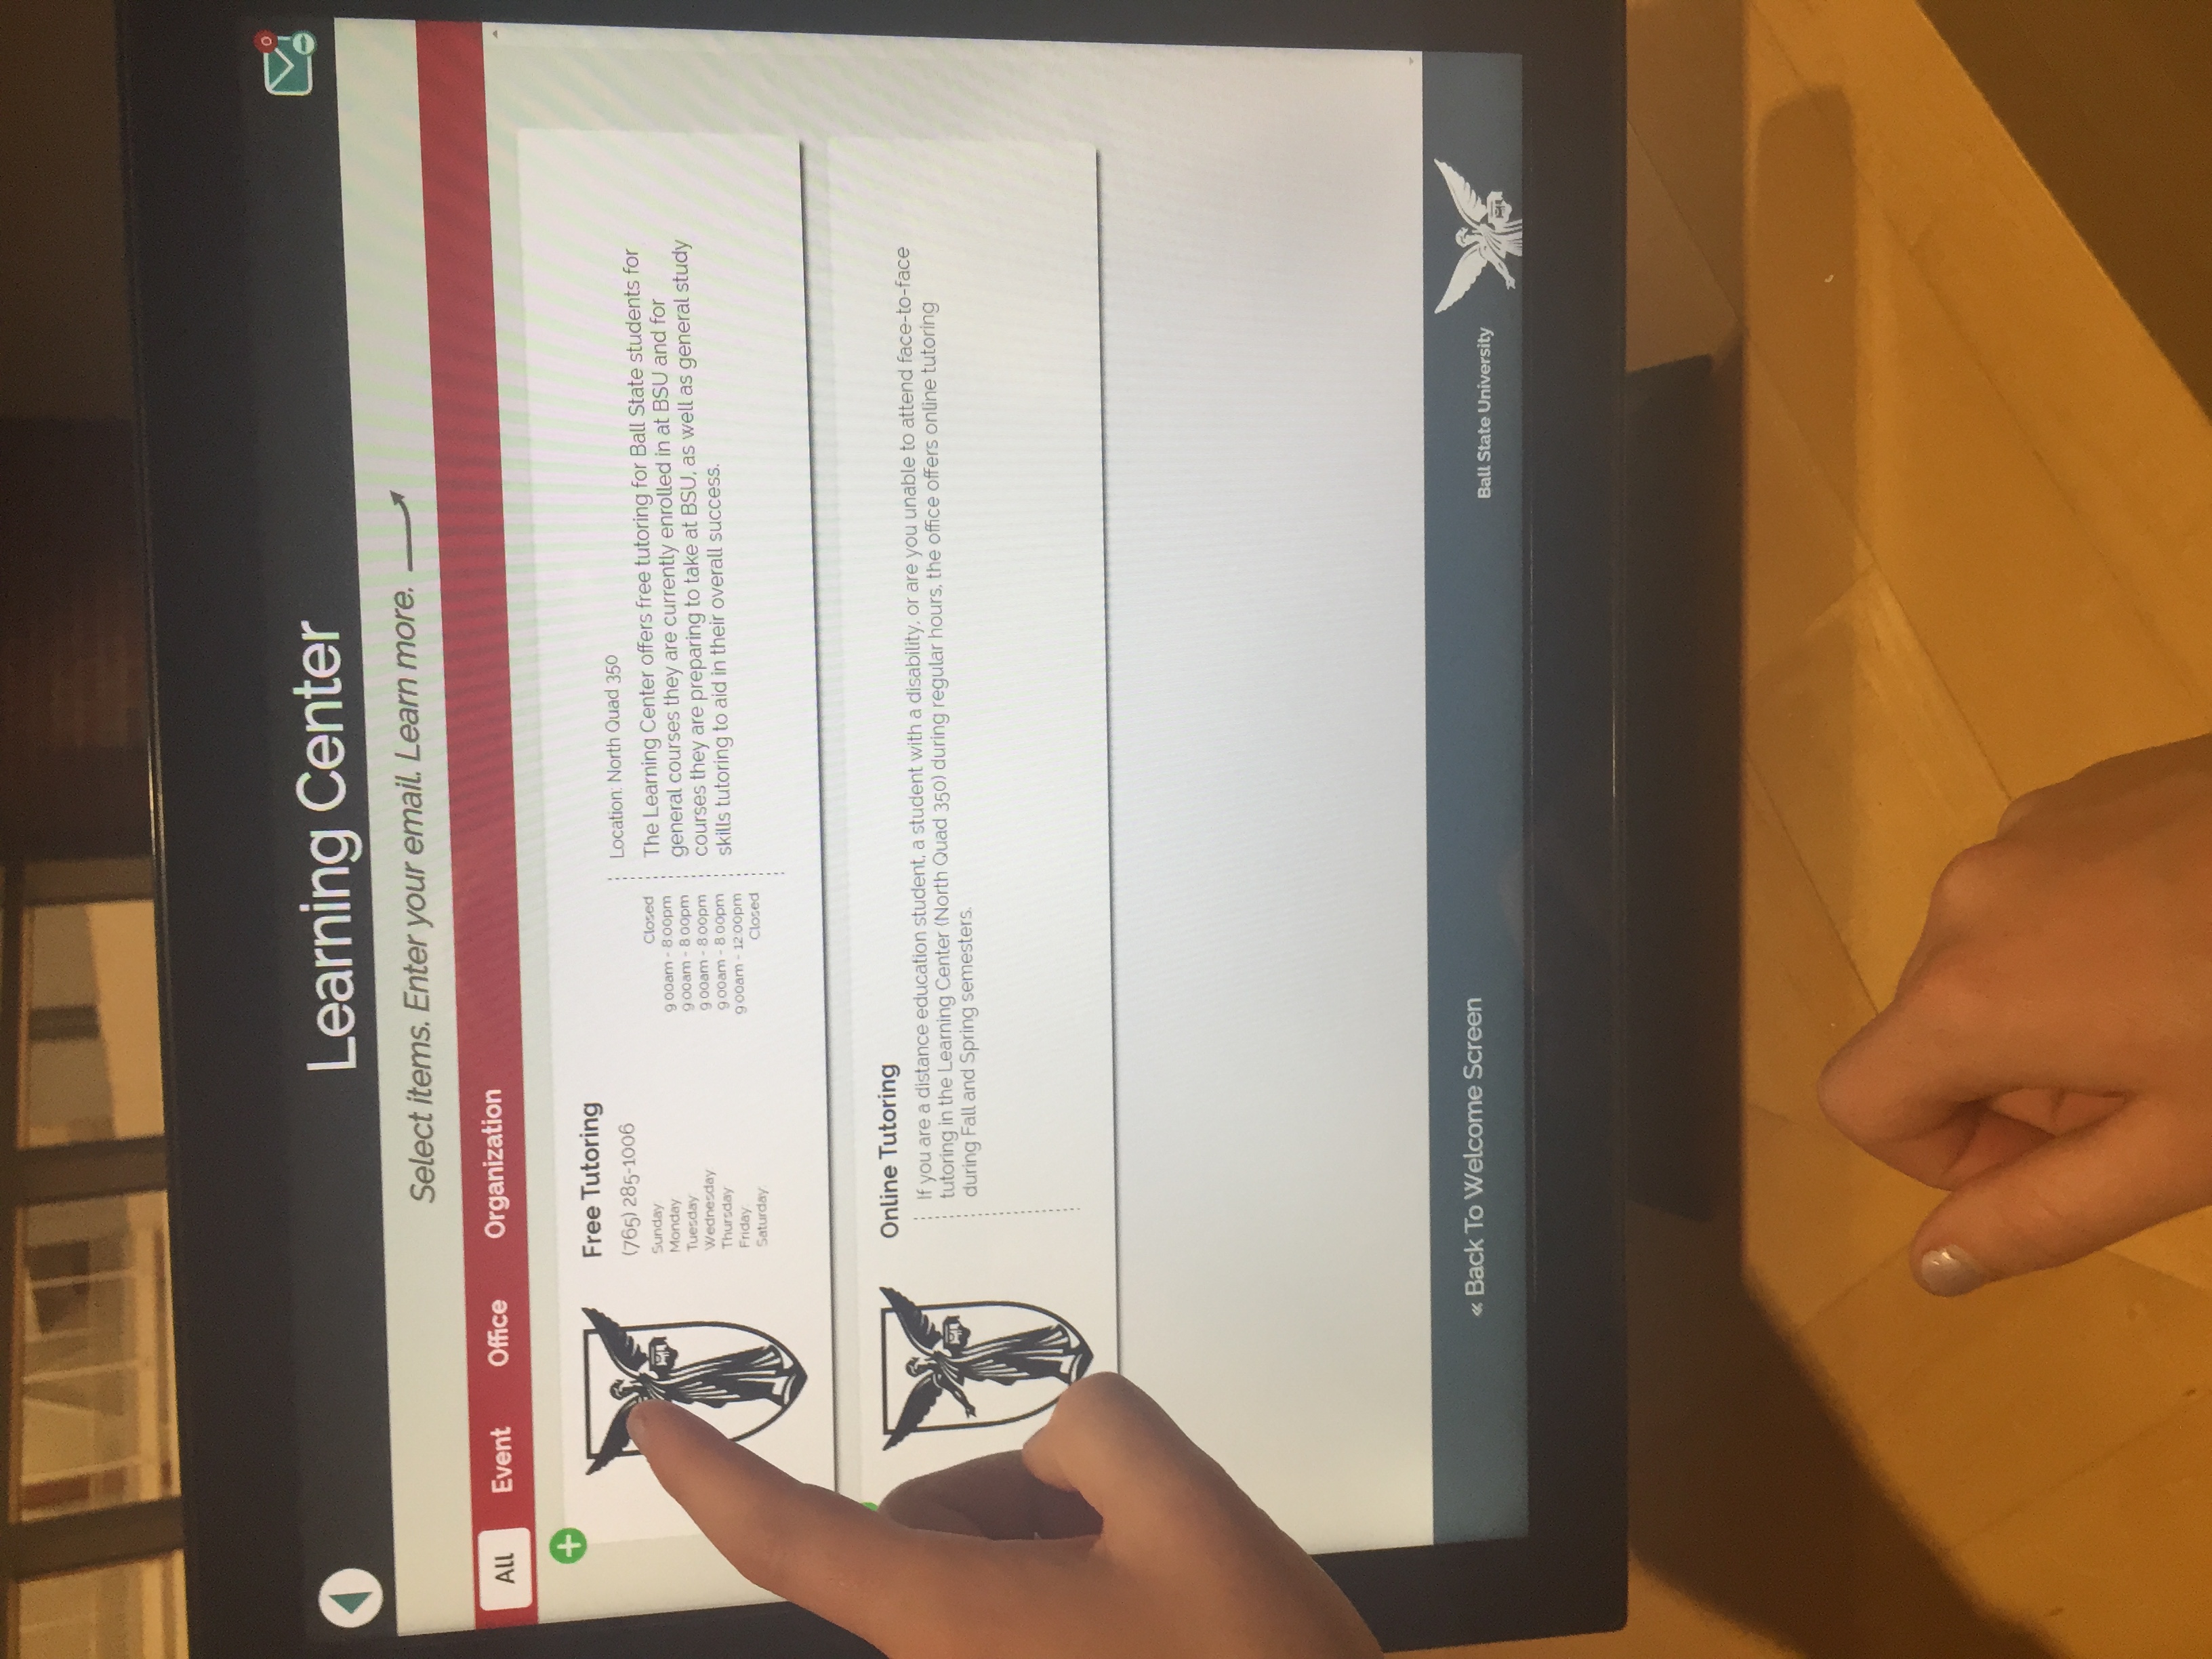 Learning Center
0
Select items. Enter your email. Learn more.
All Event Office Organization
Free Tutoring
(765) 285-1006
Sunday: Closed
Monday: 9:00am - 8:00pm
Tuesday: 9:00am - 8:00pm
Wednesday: 9:00am - 8:00pm
Thursday: 9:00am - 8:00pm
Friday: 9:00am - 12:00pm
Saturday: Closed
Location: North Quad 350
The Learning Center offers free tutoring for Ball State students for
general courses they are currently enrolled in at BSU and for
courses they are preparing to take at BSU, as well as general study
skills tutoring to aid in their overall success.
Online Tutoring
If you are a distance education student, a student with a disability, or are you unable to attend face-to-face
tutoring in the Learning Center (North Quad 350) during regular hours, the office offers online tutoring
during Fall and Spring semesters.
« Back To Welcome Screen
Ball State University